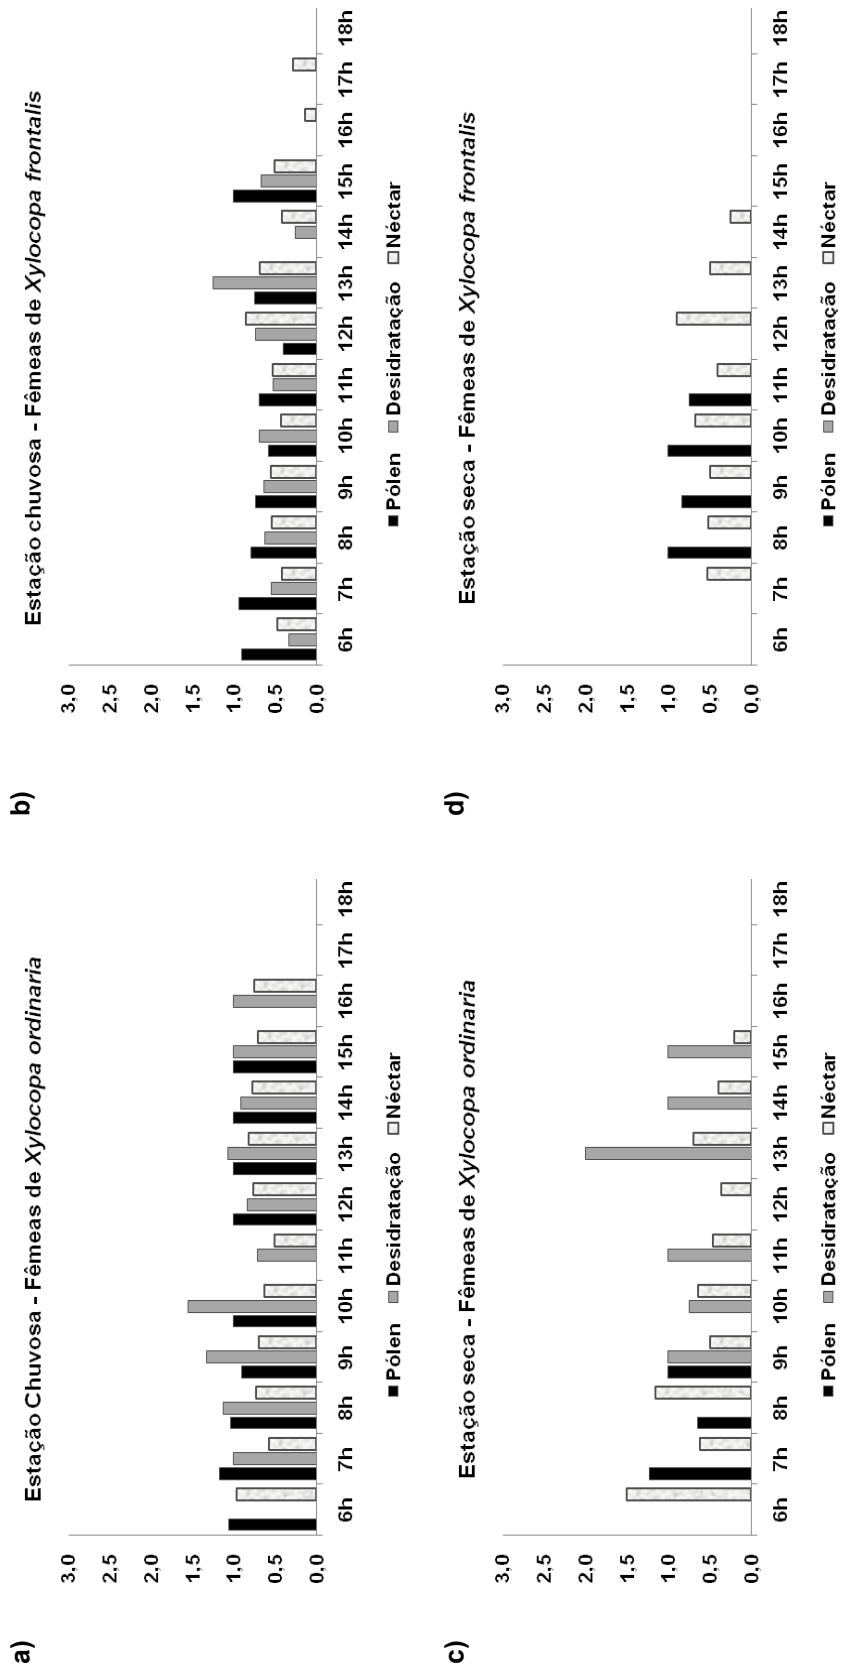 a)
Estação Chuvosa - Fêmeas de Xylocopa ordinaria
3,0
2,5
2,0
1,5
1,0
0,5
0,0
6h 7h 8h 9h 10h 11h 12h 13h 14h 15h 16h 17h 18h
Pólen Desidratação Néctar
b)
Estação chuvosa - Fêmeas de Xylocopa frontalis
3,0
2,5
2,0
1,5
1,0
0,5
0,0
6h 7h 8h 9h 10h 11h 12h 13h 14h 15h 16h 17h 18h
Pólen Desidratação Néctar
c)
Estação seca - Fêmeas de Xylocopa ordinaria
3,0
2,5
2,0
1,5
1,0
0,5
0,0
6h 7h 8h 9h 10h 11h 12h 13h 14h 15h 16h 17h 18h
Pólen Desidratação Néctar
d)
Estação seca - Fêmeas de Xylocopa frontalis
3,0
2,5
2,0
1,5
1,0
0,5
0,0
6h 7h 8h 9h 10h 11h 12h 13h 14h 15h 16h 17h 18h
Pólen Desidratação Néctar